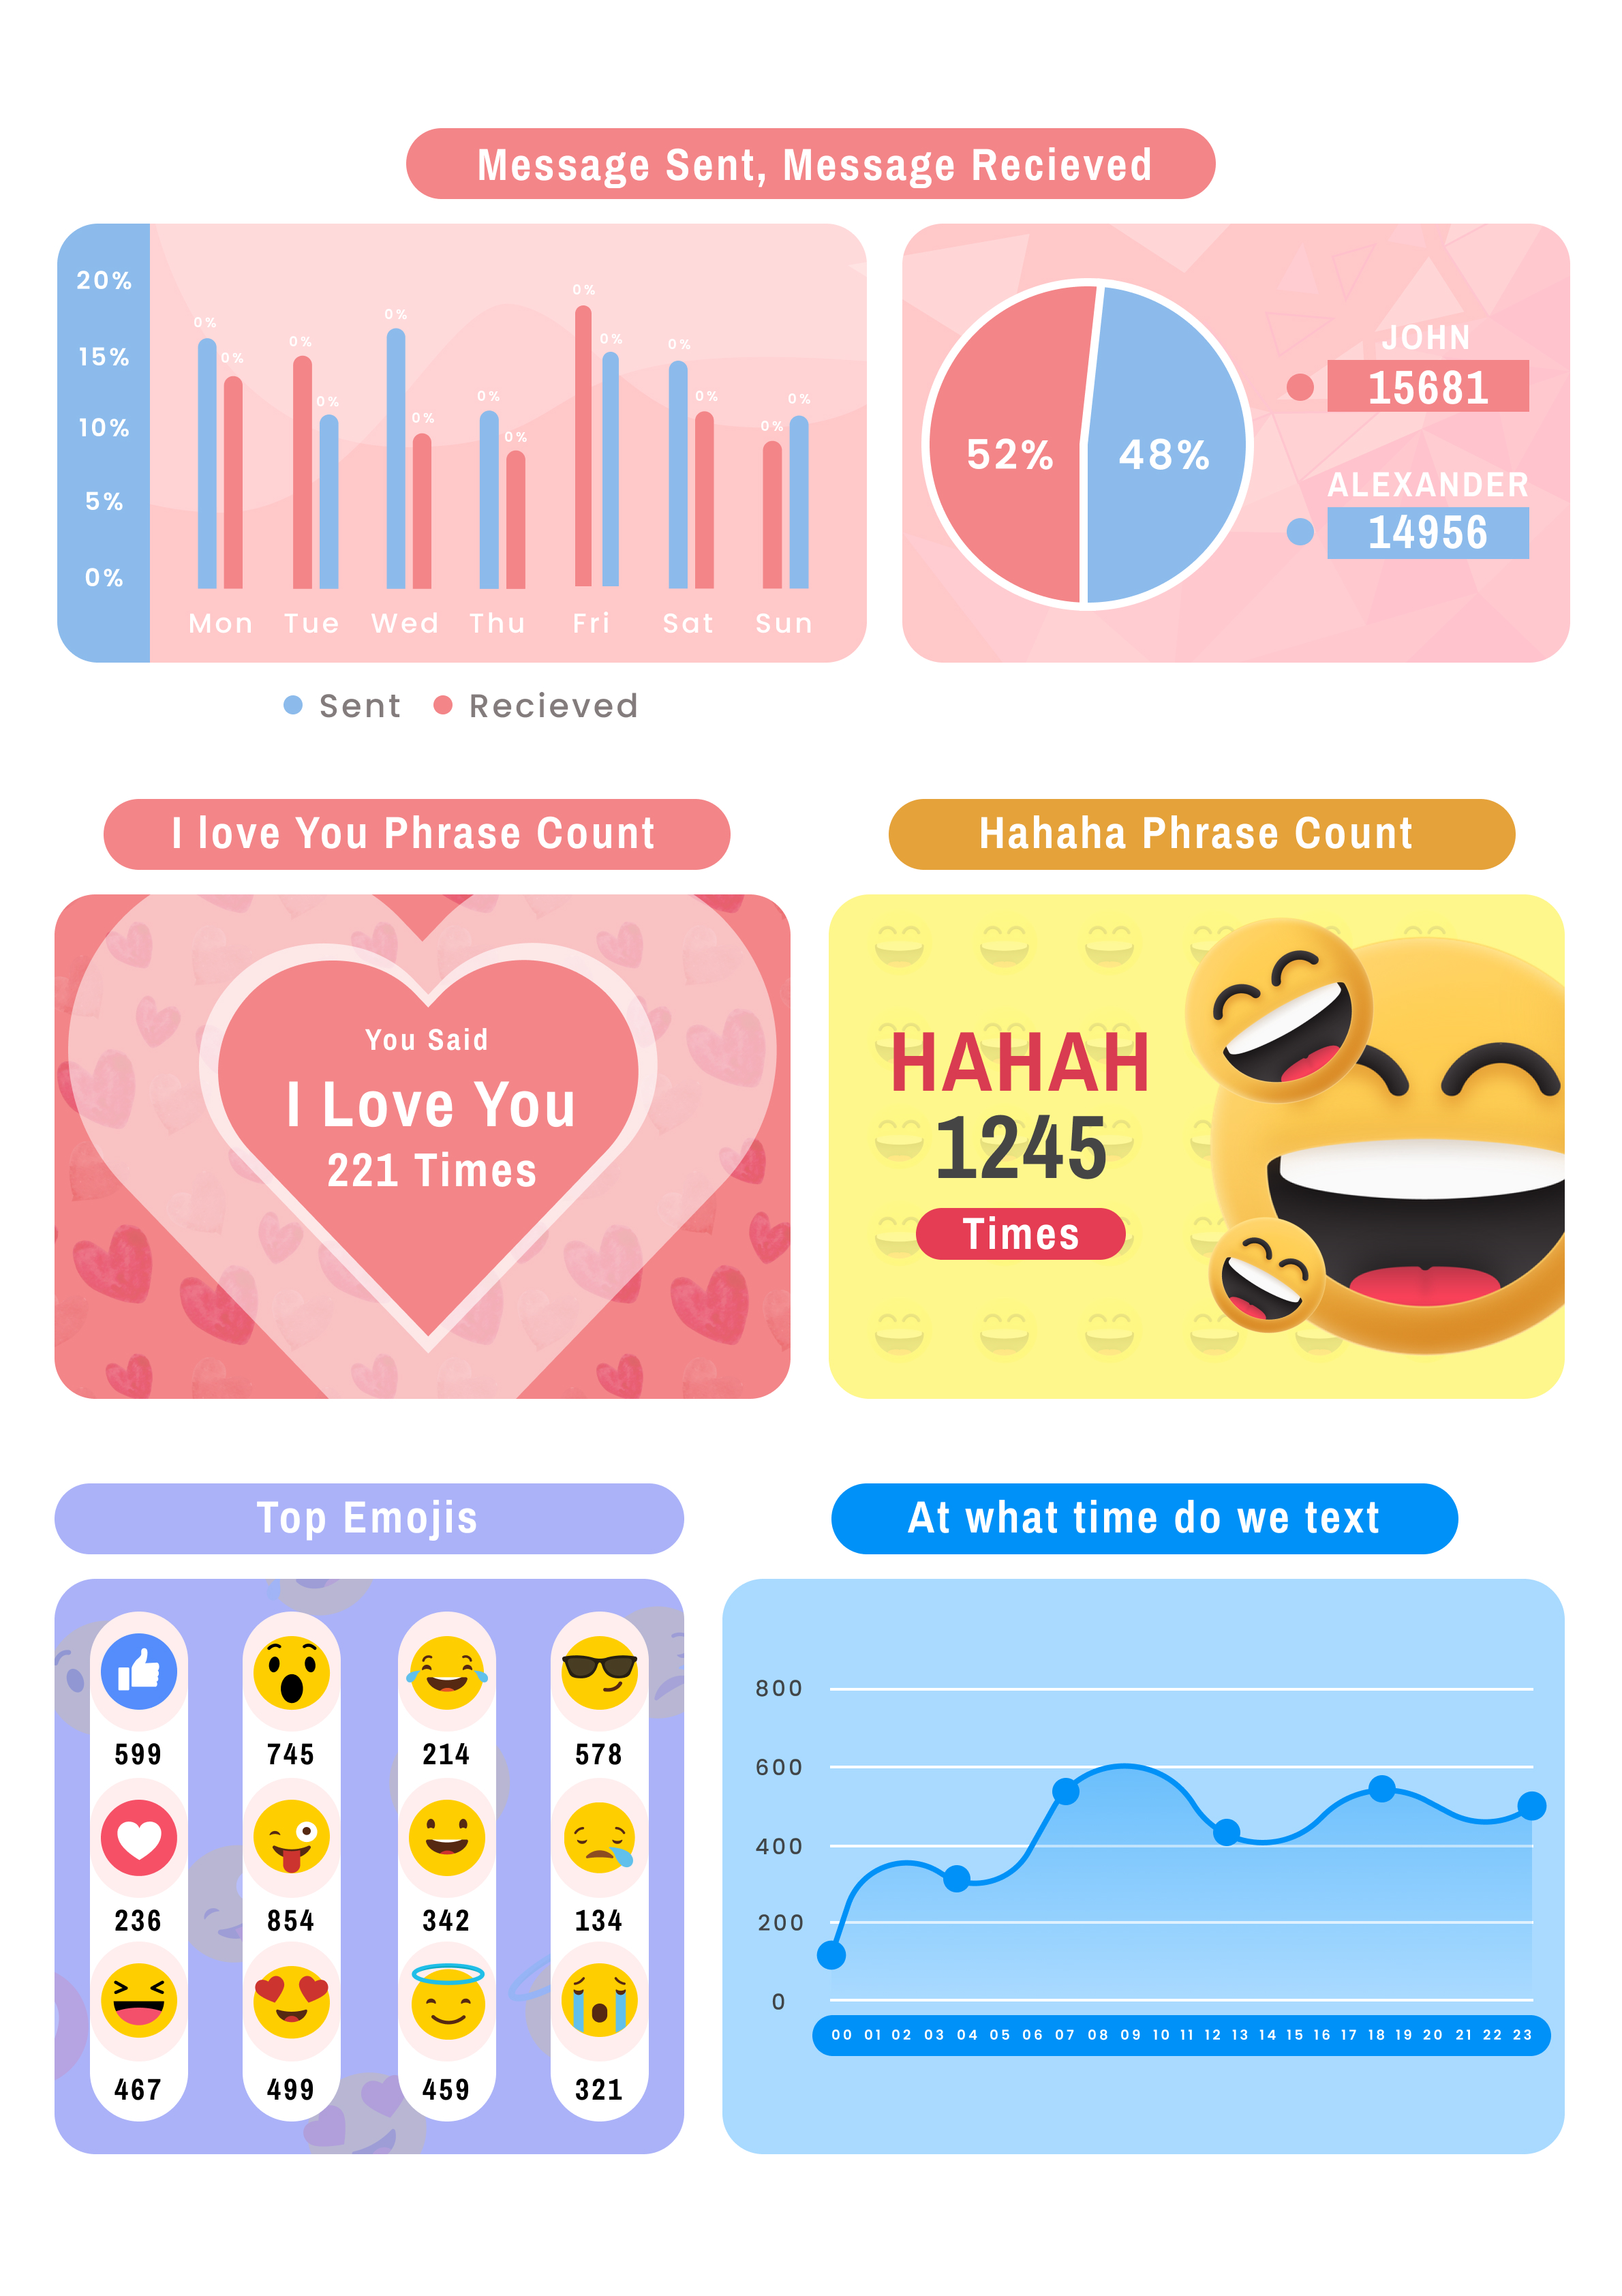 Message Sent, Message Recieved
20%
15%
10%
5%
0%
0% 0% 0% 0% 0% 0% 0% 0% 0% 0% 0% 0% 0% 0%
Mon Tue Wed Thu Fri Sat Sun
Sent Recieved
52% 48%
JOHN
15681
ALEXANDER
14956
I love You Phrase Count
You Said
I Love You
221 Times
Hahaha Phrase Count
HAHAH
1245
Times
Top Emojis
599 745 214 578
236 854 342 134
467 499 459 321
At what time do we text
800
600
400
200
0
00 01 02 03 04 05 06 07 08 09 10 11 12 13 14 15 16 17 18 19 20 21 22 23